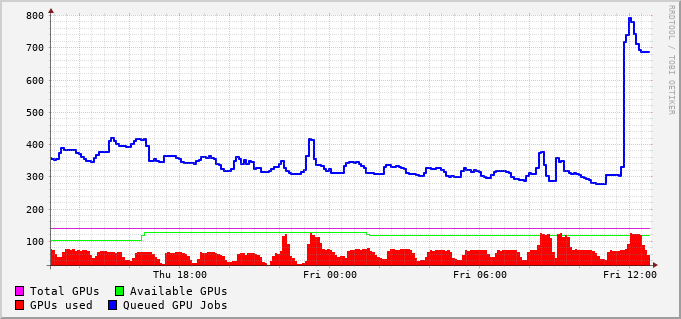 800
700
600
500
400
300
200
100
Thu 18:00 Fri 00:00 Fri 06:00 Fri 12:00
Total GPUs Available GPUs
GPUs used Queued GPU Jobs
RRDTOOL / TOBI OETIKER